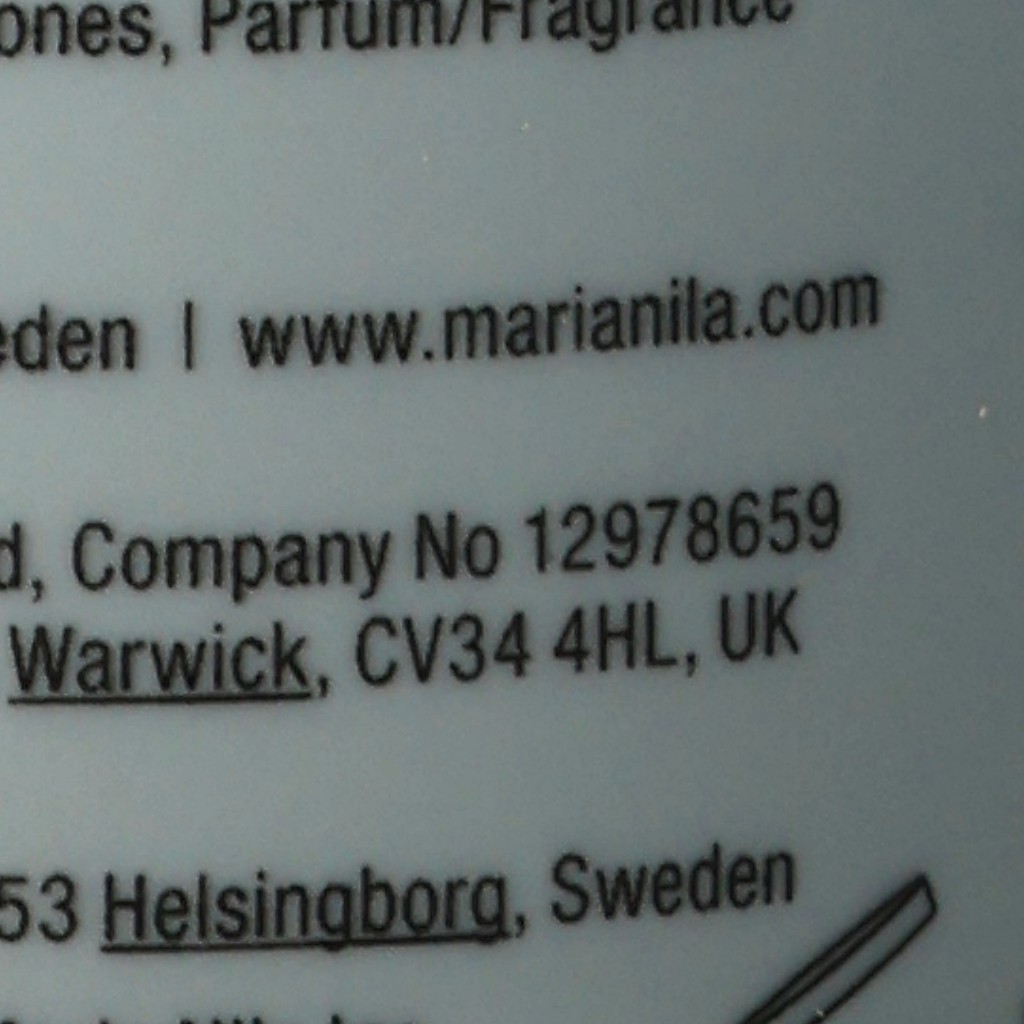 ones, Parfum/Fragrance
eden | www.marianila.com
d, Company No 12978659
Warwick, CV34 4HL, UK
53 Helsingborg, Sweden